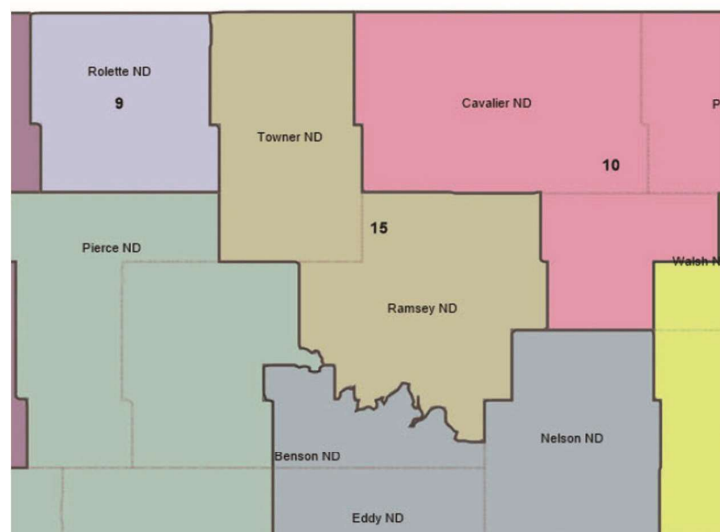 Rolette ND
9
Cavalier ND
P
Towner ND
10
15
Pierce ND
Walsh N
Ramsey ND
Nelson ND
Benson ND
Eddy ND